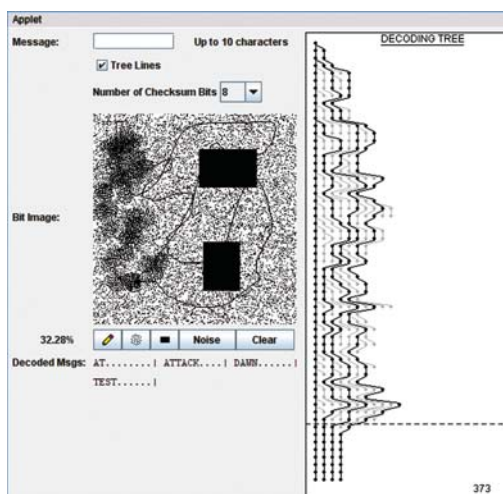 Applet
Message: Up to 10 characters
Tree Lines
Number of Checksum Bits 8
Bit Image:
32.28% Noise Clear
Decoded Msgs: AT........| ATTACK....| DAWN......|
TEST......|
DECODING TREE
373